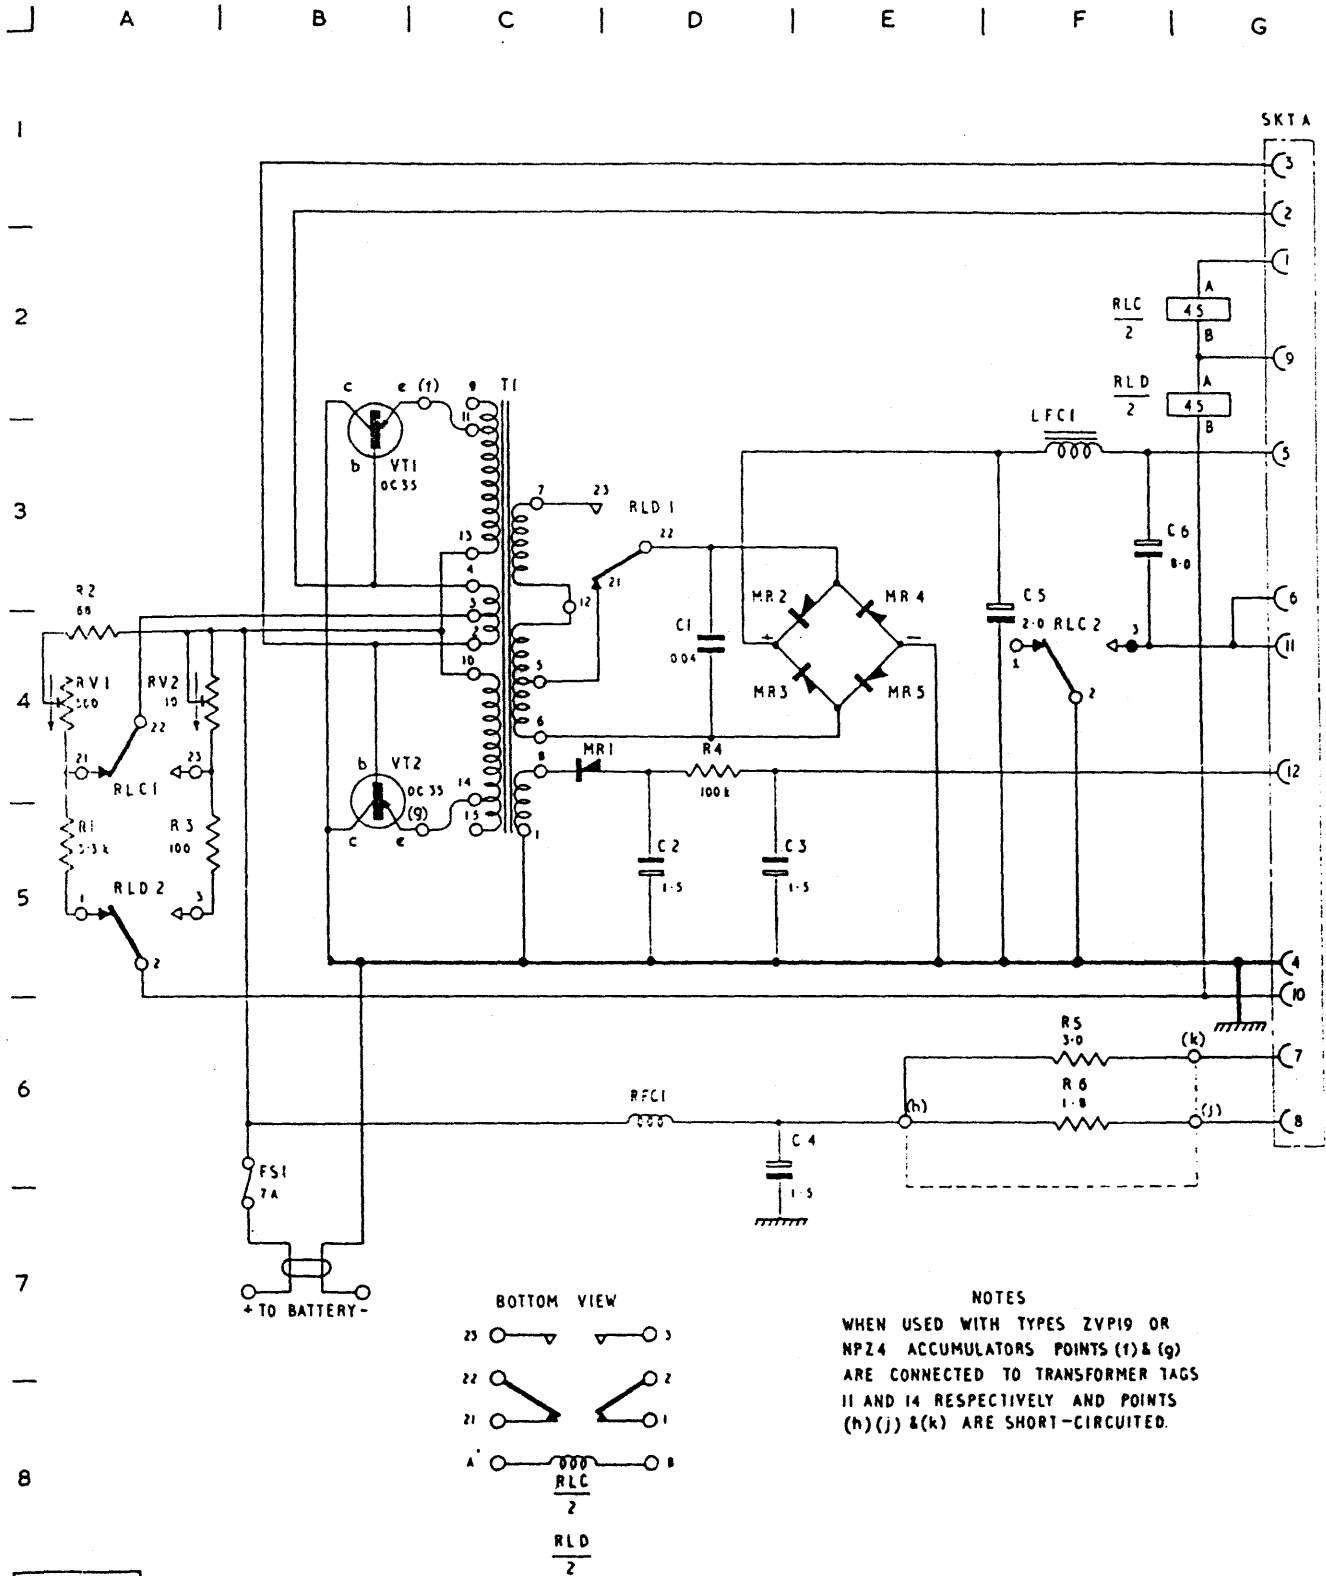 A B C D E F G
1
SKT A
3
2
1
A
RLC
2
45
2
B
9
RLD
2
A
45
B
c e (f) 9 T1
11
LFC1
b VT1
OC35
5
7 23
RLD 1
3
22
13
C6
8·0
4
21
R2
68
12
MR2 MR4
C5
2·0
6
3
C1
0·04
+ −
RLC2 3
11
2
1
10
5
RV1
500
RV2
10
MR3 MR5
4
2
22
6
8 MR1
R4
100k
21 23
b VT2
OC35
14
12
RLC1
(g)
15
R1
3·3k
R3
100
c e
1
C2
1·5
C3
1·5
5
RLD2
1 3
2
4
10
R5
3·0
(k)
7
6
RFC1
R6
1·8
(h) (j)
8
C4
1·5
FS1
7A
7
+ TO BATTERY −
BOTTOM VIEW
23 3
22 2
21 1
A B
RLC
2
RLD
2
8
NOTES
WHEN USED WITH TYPES ZVP19 OR
NPZ4 ACCUMULATORS POINTS (f) & (g)
ARE CONNECTED TO TRANSFORMER TAGS
11 AND 14 RESPECTIVELY AND POINTS
(h) (j) & (k) ARE SHORT-CIRCUITED.